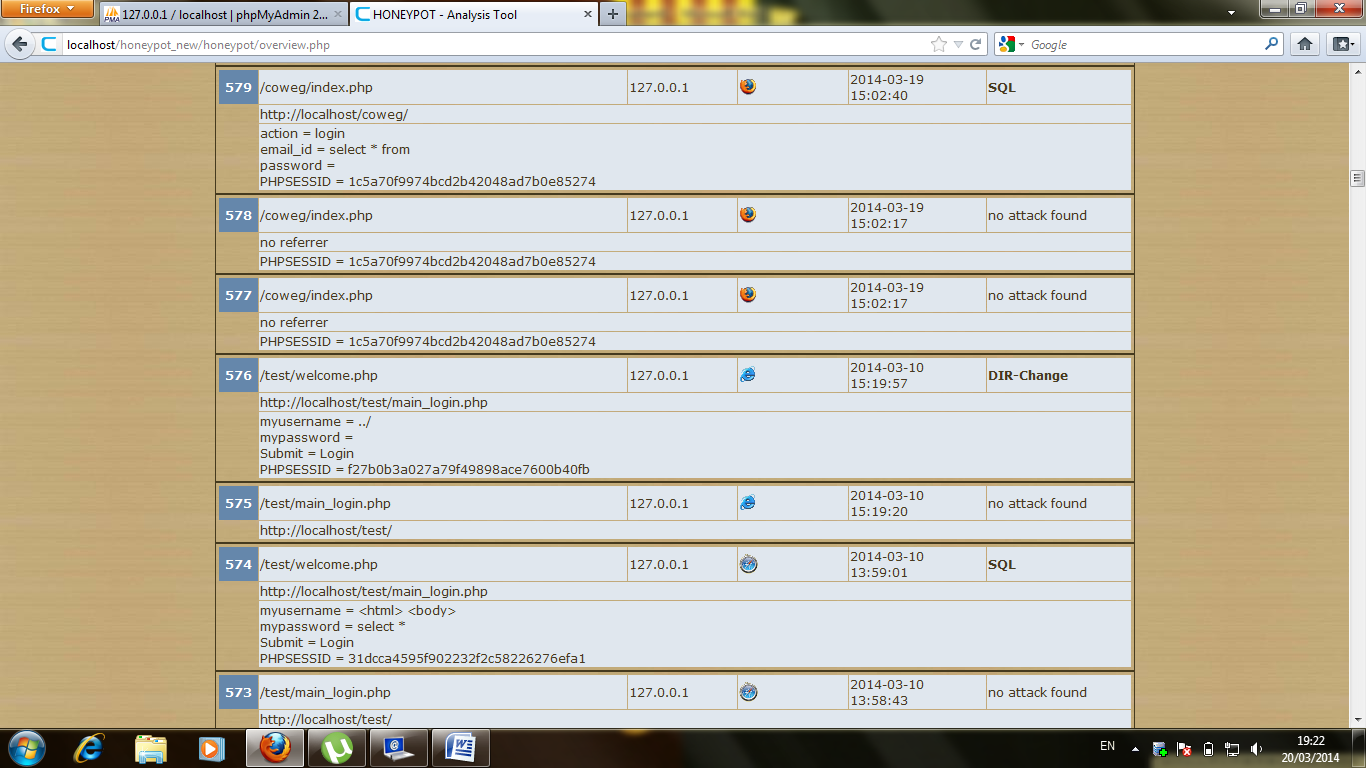 Firefox
127.0.0.1 / localhost | phpMyAdmin 2...
HONEYPOT - Analysis Tool
localhost/honeypot_new/honeypot/overview.php
Google
579 /coweg/index.php 127.0.0.1 2014-03-19 15:02:40 SQL
http://localhost/coweg/
action = login
email_id = select * from
password =
PHPSESSID = 1c5a70f9974bcd2b42048ad7b0e85274
578 /coweg/index.php 127.0.0.1 2014-03-19 15:02:17 no attack found
no referrer
PHPSESSID = 1c5a70f9974bcd2b42048ad7b0e85274
577 /coweg/index.php 127.0.0.1 2014-03-19 15:02:17 no attack found
no referrer
PHPSESSID = 1c5a70f9974bcd2b42048ad7b0e85274
576 /test/welcome.php 127.0.0.1 2014-03-10 15:19:57 DIR-Change
http://localhost/test/main_login.php
myusername = ../
mypassword =
Submit = Login
PHPSESSID = f27b0b3a027a79f49898ace7600b40fb
575 /test/main_login.php 127.0.0.1 2014-03-10 15:19:20 no attack found
http://localhost/test/
574 /test/welcome.php 127.0.0.1 2014-03-10 13:59:01 SQL
http://localhost/test/main_login.php
myusername = <html> <body>
mypassword = select *
Submit = Login
PHPSESSID = 31dcca4595f902232f2c58226276efa1
573 /test/main_login.php 127.0.0.1 2014-03-10 13:58:43 no attack found
http://localhost/test/
EN
19:22
20/03/2014